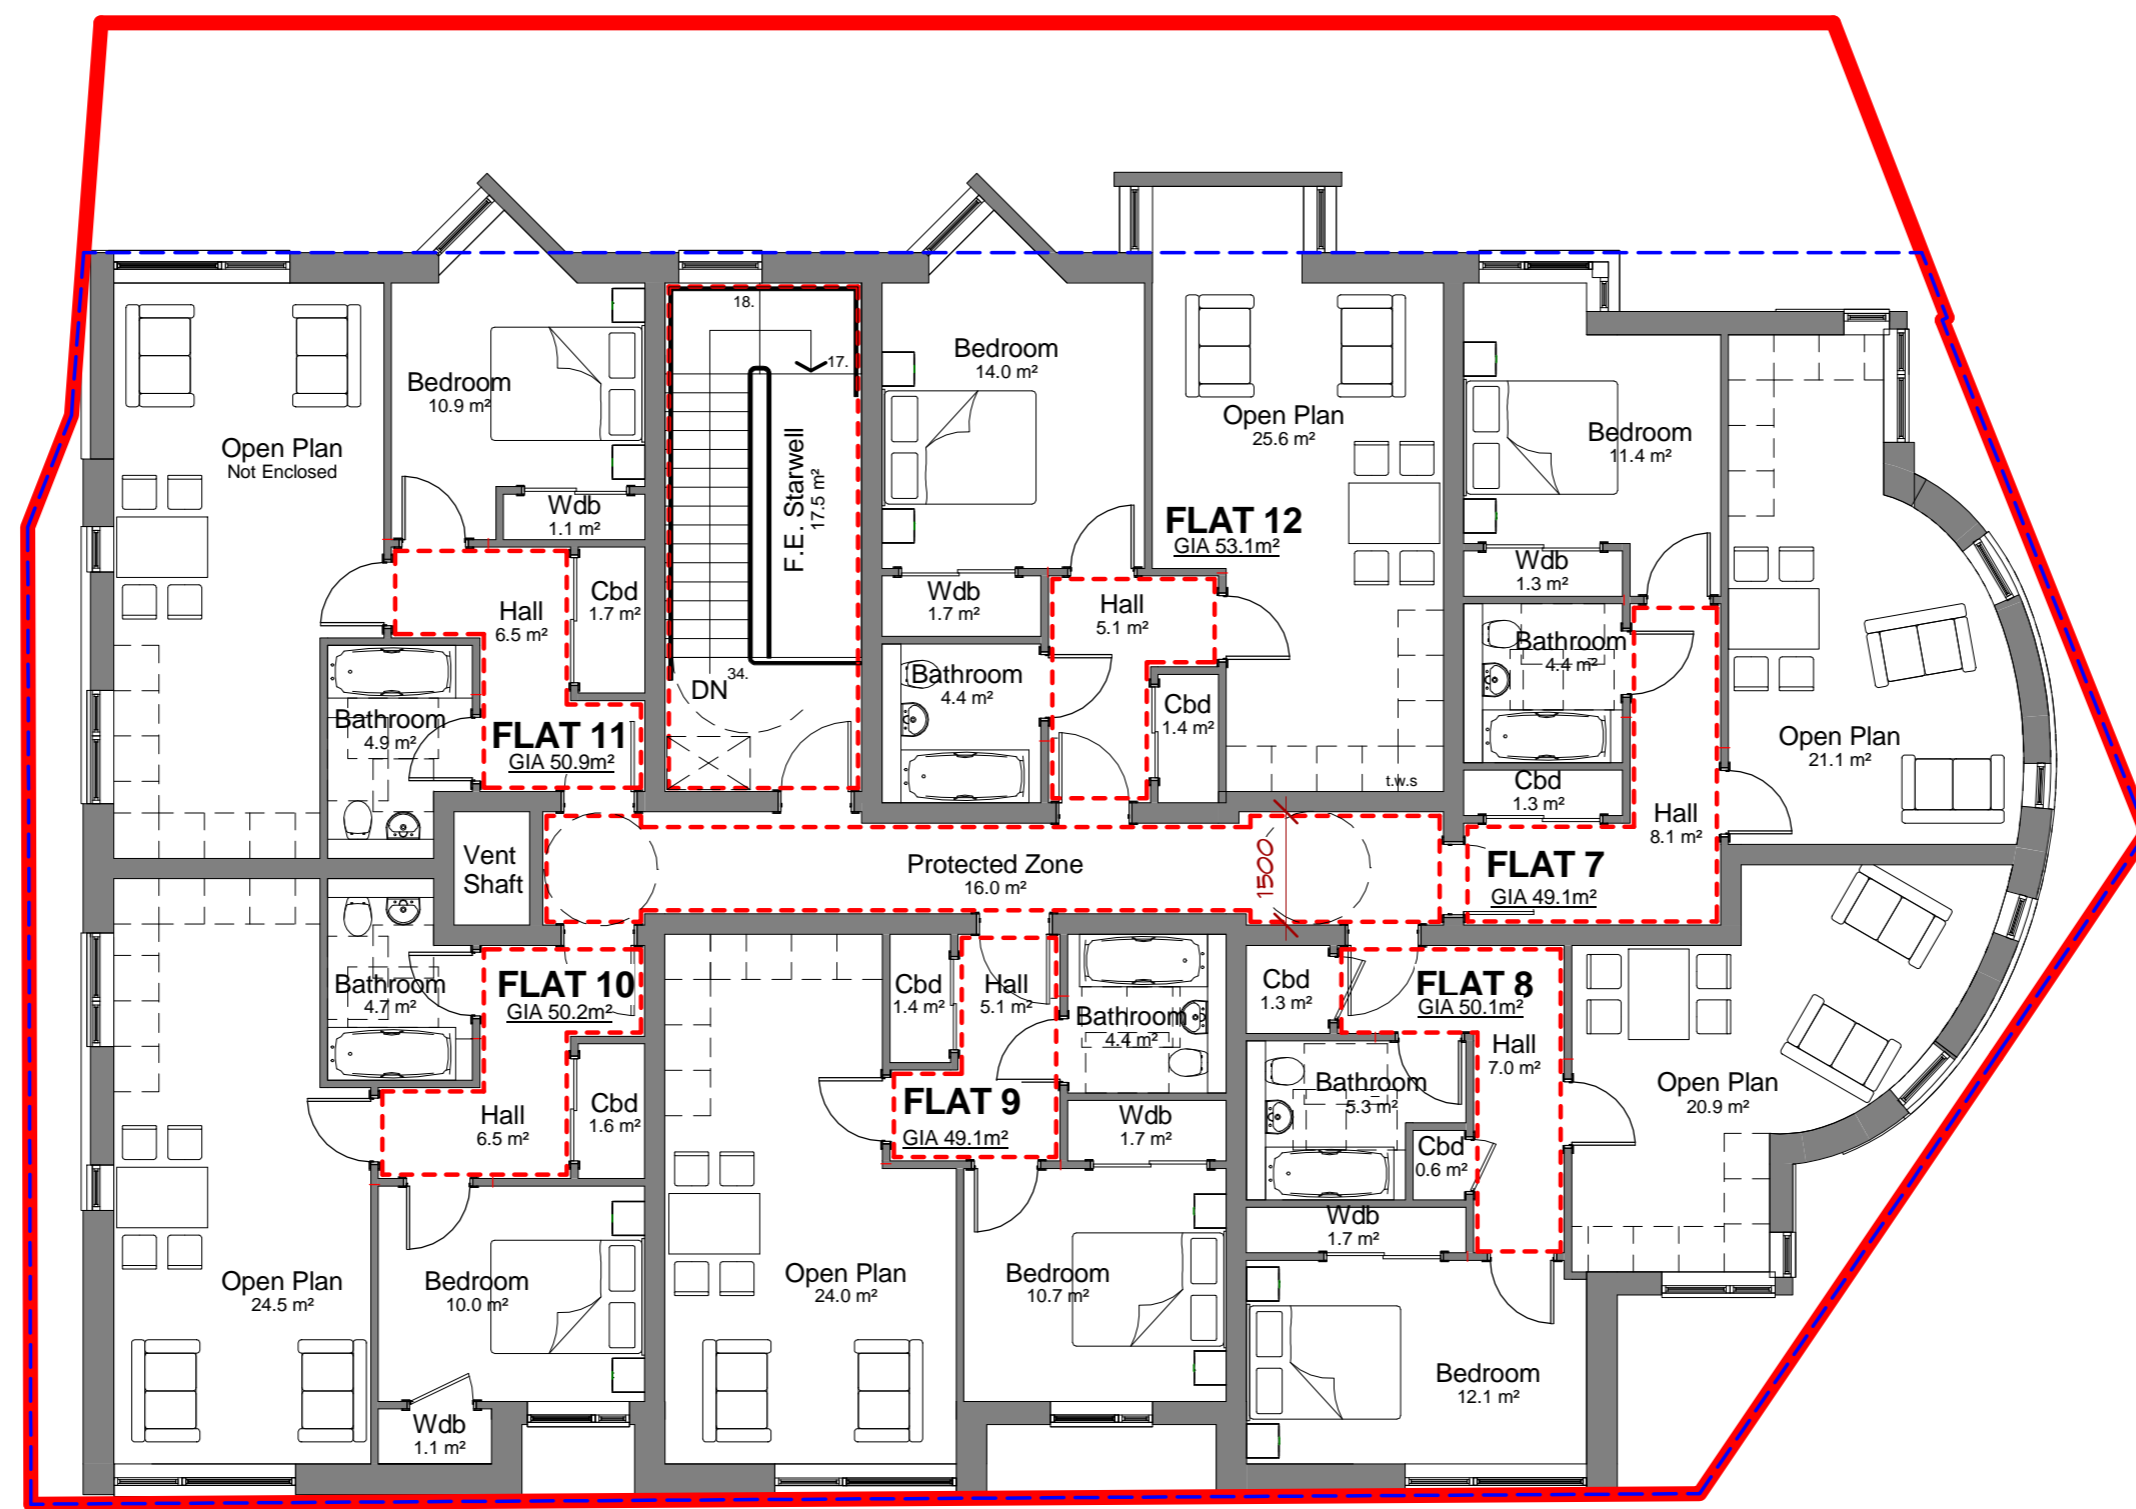 18.
17.
Bedroom
14.0 m²
Bedroom
10.9 m²
Open Plan
25.6 m²
Bedroom
11.4 m²
Open Plan
Not Enclosed
F.E. Starwell
17.5 m²
Wdb
1.1 m²
FLAT 12
GIA 53.1m²
Wdb
1.3 m²
Cbd
1.7 m²
Hall
6.5 m²
Wdb
1.7 m²
Hall
5.1 m²
Bathroom
4.4 m²
Bathroom
4.4 m²
34.
DN
Cbd
1.4 m²
Bathroom
4.9 m²
FLAT 11
GIA 50.9m²
Open Plan
21.1 m²
t.w.s
Cbd
1.3 m²
Hall
8.1 m²
Vent
Shaft
Protected Zone
16.0 m²
1500
FLAT 7
GIA 49.1m²
Bathroom
4.7 m²
FLAT 10
GIA 50.2m²
Cbd
1.4 m²
Hall
5.1 m²
Bathroom
4.4 m²
Cbd
1.3 m²
FLAT 8
GIA 50.1m²
Hall
7.0 m²
Hall
6.5 m²
Cbd
1.6 m²
FLAT 9
GIA 49.1m²
Wdb
1.7 m²
Bathroom
5.3 m²
Cbd
0.6 m²
Open Plan
20.9 m²
Wdb
1.7 m²
Open Plan
24.5 m²
Bedroom
10.0 m²
Open Plan
24.0 m²
Bedroom
10.7 m²
Bedroom
12.1 m²
Wdb
1.1 m²